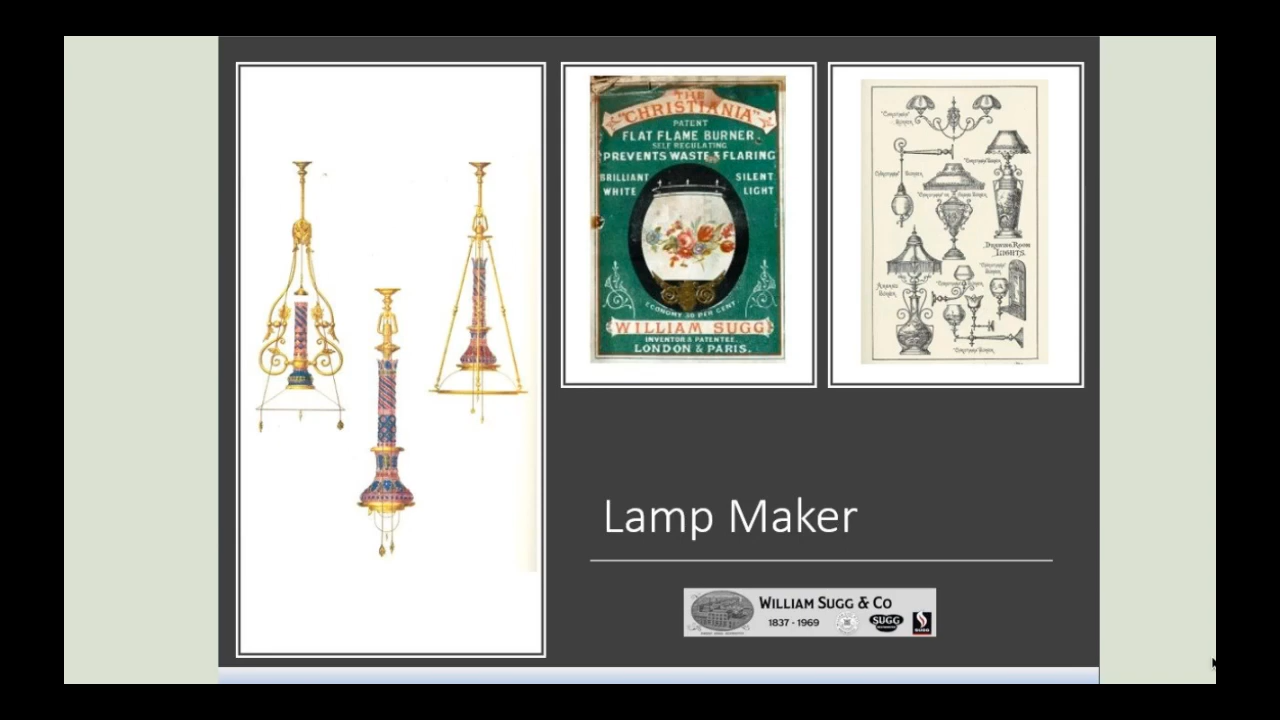 THE
"CHRISTIANIA"
PATENT
FLAT FLAME BURNER.
SELF REGULATING
PREVENTS WASTE & FLARING
BRILLIANT
WHITE
SILENT
LIGHT
ECONOMY 50 PER CENT
WILLIAM SUGG
INVENTOR & PATENTEE.
LONDON & PARIS.
DRAWING ROOM
LIGHTS.
Lamp Maker
WILLIAM SUGG & CO
1837 - 1969
SUGG